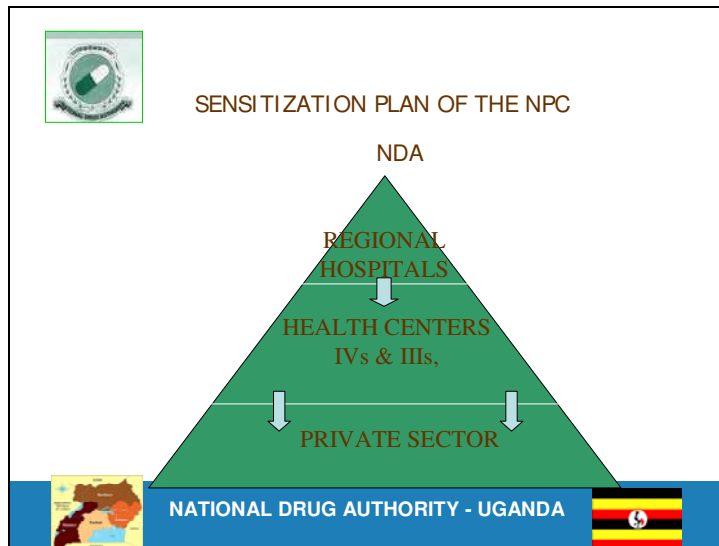 SENSITIZATION PLAN OF THE NPC
NDA
REGIONAL
HOSPITALS
HEALTH CENTERS
IVs & IIIs,
PRIVATE SECTOR
NATIONAL DRUG AUTHORITY - UGANDA